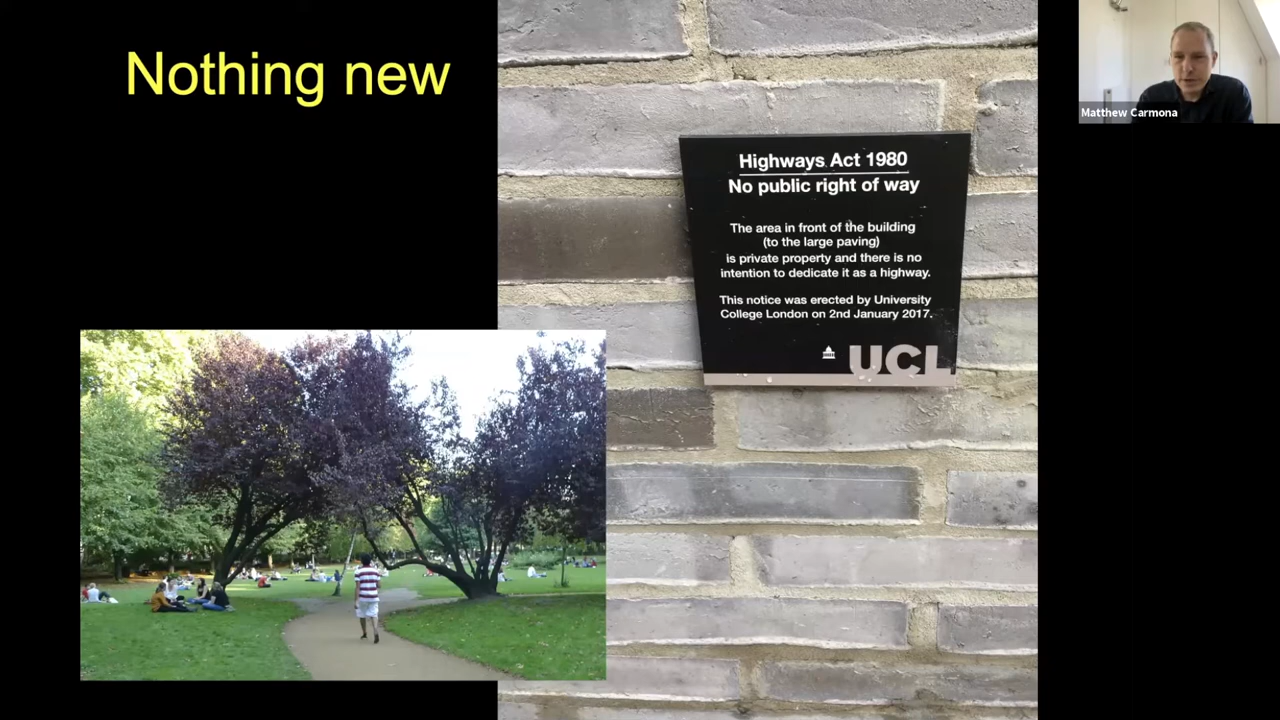 Nothing new
Matthew Carmona
Highways Act 1980
No public right of way
The area in front of the building
(to the large paving)
is private property and there is no
intention to dedicate it as a highway.
This notice was erected by University
College London on 2nd January 2017.
UCL